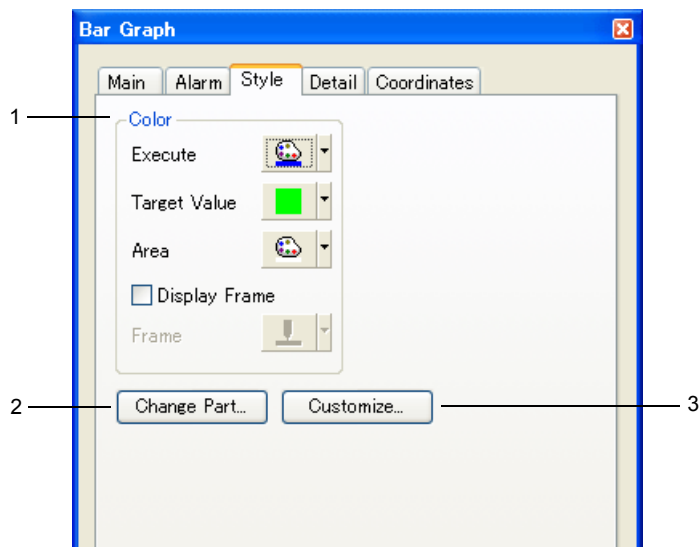 Bar Graph
Main Alarm Style Detail Coordinates
1 Color
Execute
Target Value
Area
Display Frame
Frame
2 Change Part... Customize... 3